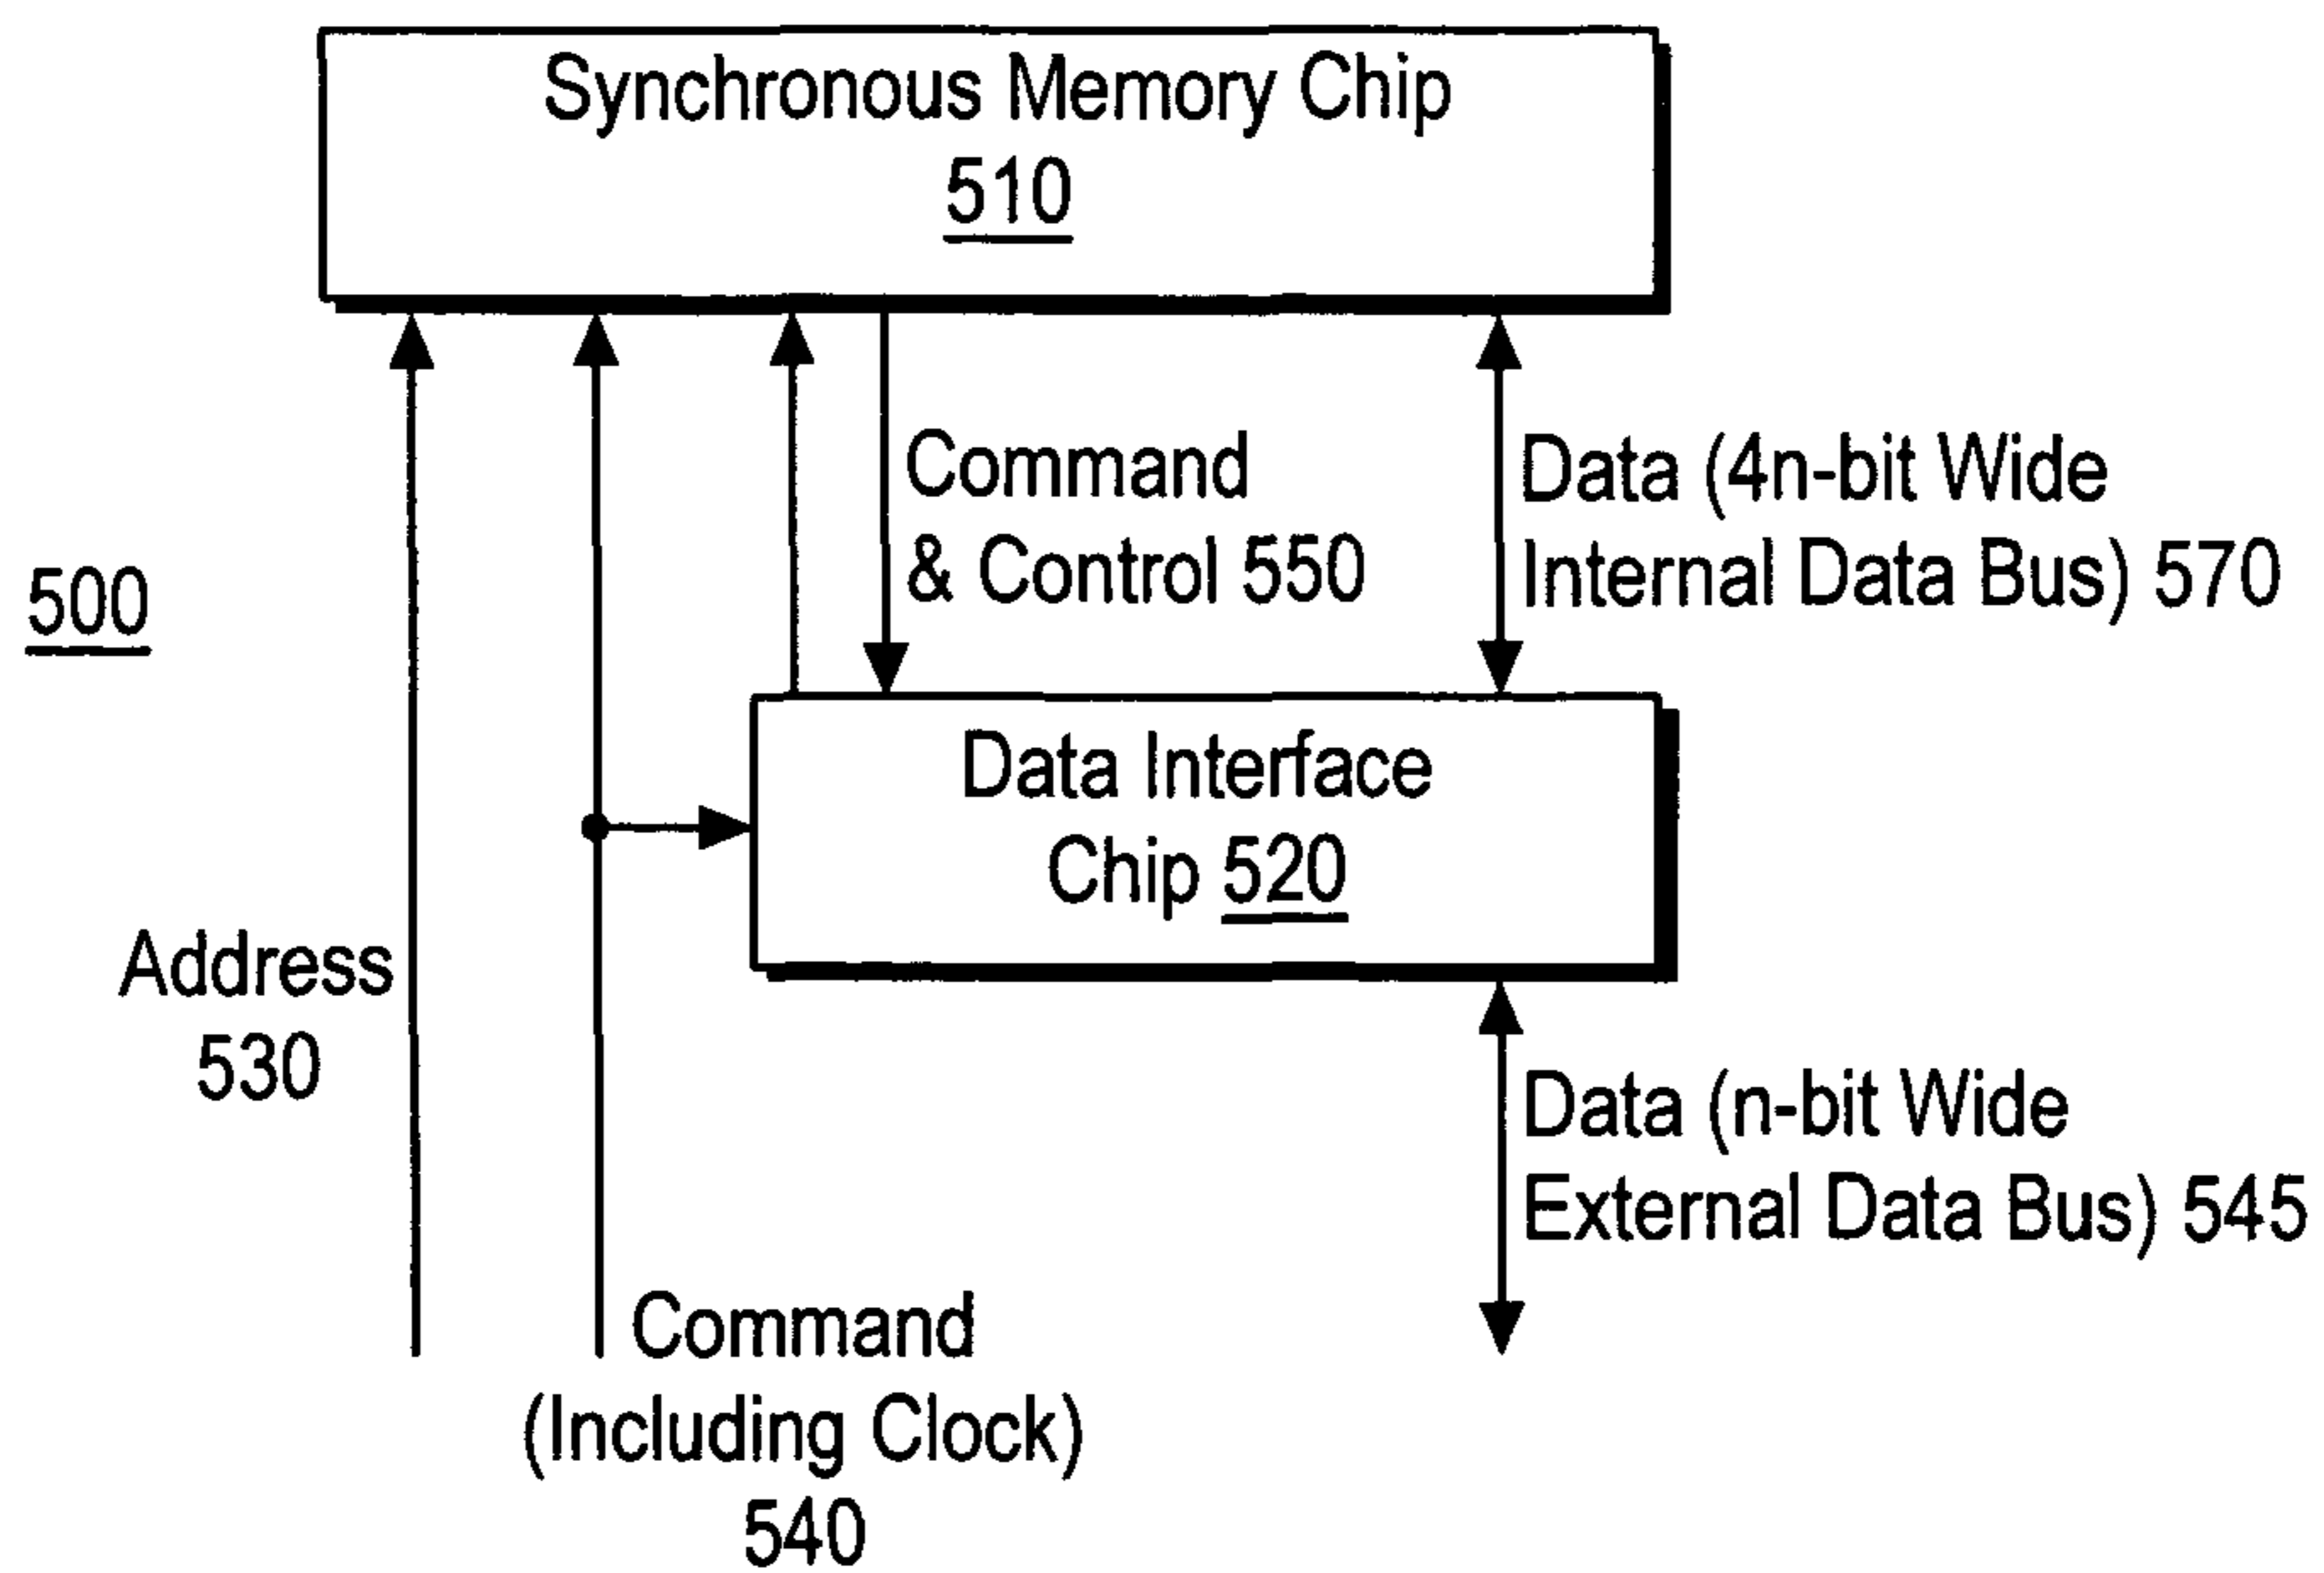 Synchronous Memory Chip
510
Command
& Control 550
Data (4n-bit Wide
Internal Data Bus) 570
500
Data Interface
Chip 520
Address
530
Data (n-bit Wide
External Data Bus) 545
Command
(Including Clock)
540